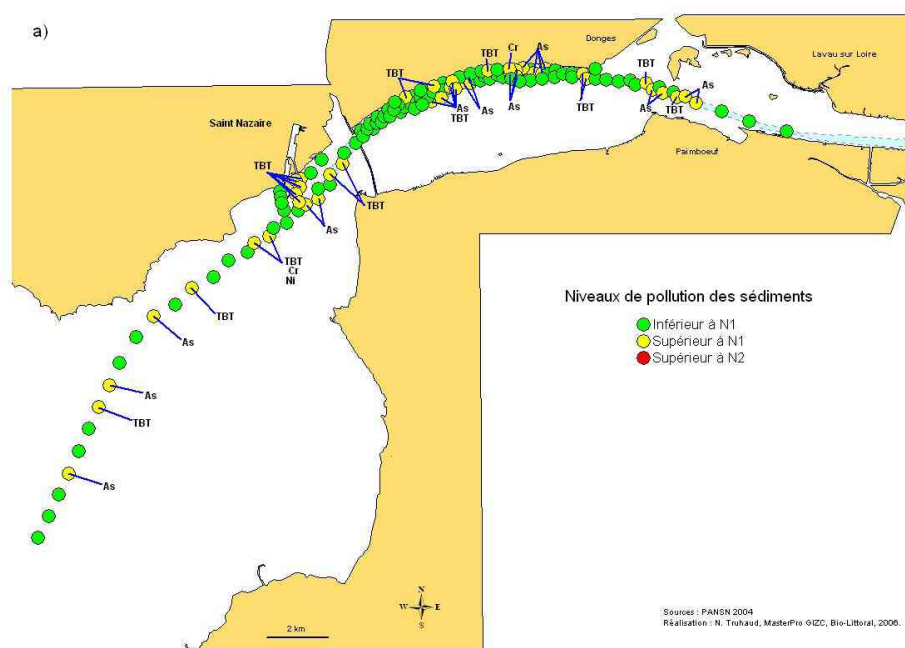 a)
Donges
Lavau sur Loire
TBT
Cr
As
TBT
TBT
As
TBT
As
As
TBT
As
TBT
As
Saint Nazaire
Paimboeuf
TBT
TBT
As
TBT
Cr
Ni
TBT
As
As
TBT
As
Niveaux de pollution des sédiments
Inférieur à N1
Supérieur à N1
Supérieur à N2
N
W E
S
2 km
Sources : PANSN 2004
Réalisation : N. Truhaud, MasterPro GIZC, Bio-Littoral, 2006.